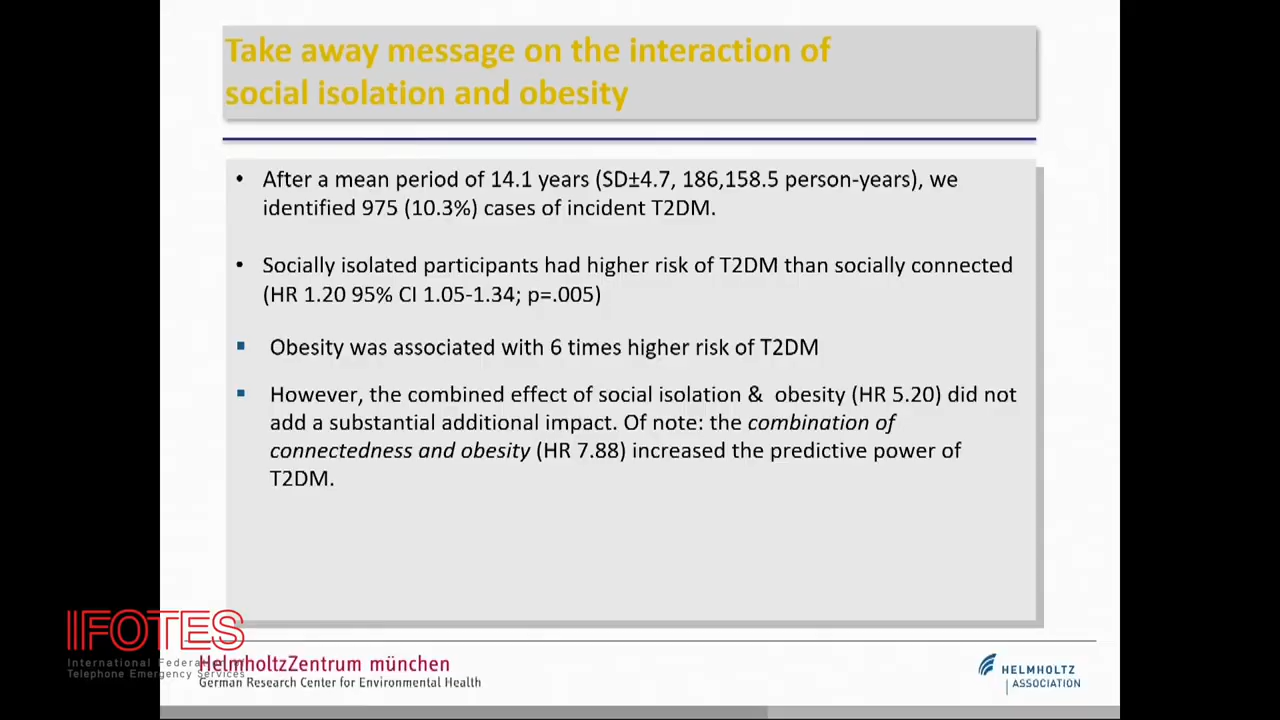 Take away message on the interaction of
social isolation and obesity
• After a mean period of 14.1 years (SD±4.7, 186,158.5 person-years), we
identified 975 (10.3%) cases of incident T2DM.
• Socially isolated participants had higher risk of T2DM than socially connected
(HR 1.20 95% CI 1.05-1.34; p=.005)
▪ Obesity was associated with 6 times higher risk of T2DM
▪ However, the combined effect of social isolation & obesity (HR 5.20) did not
add a substantial additional impact. Of note: the combination of
connectedness and obesity (HR 7.88) increased the predictive power of
T2DM.
IFOTES
International Federation of
Telephone Emergency Services
HelmholtzZentrum münchen
German Research Center for Environmental Health
HELMHOLTZ
ASSOCIATION